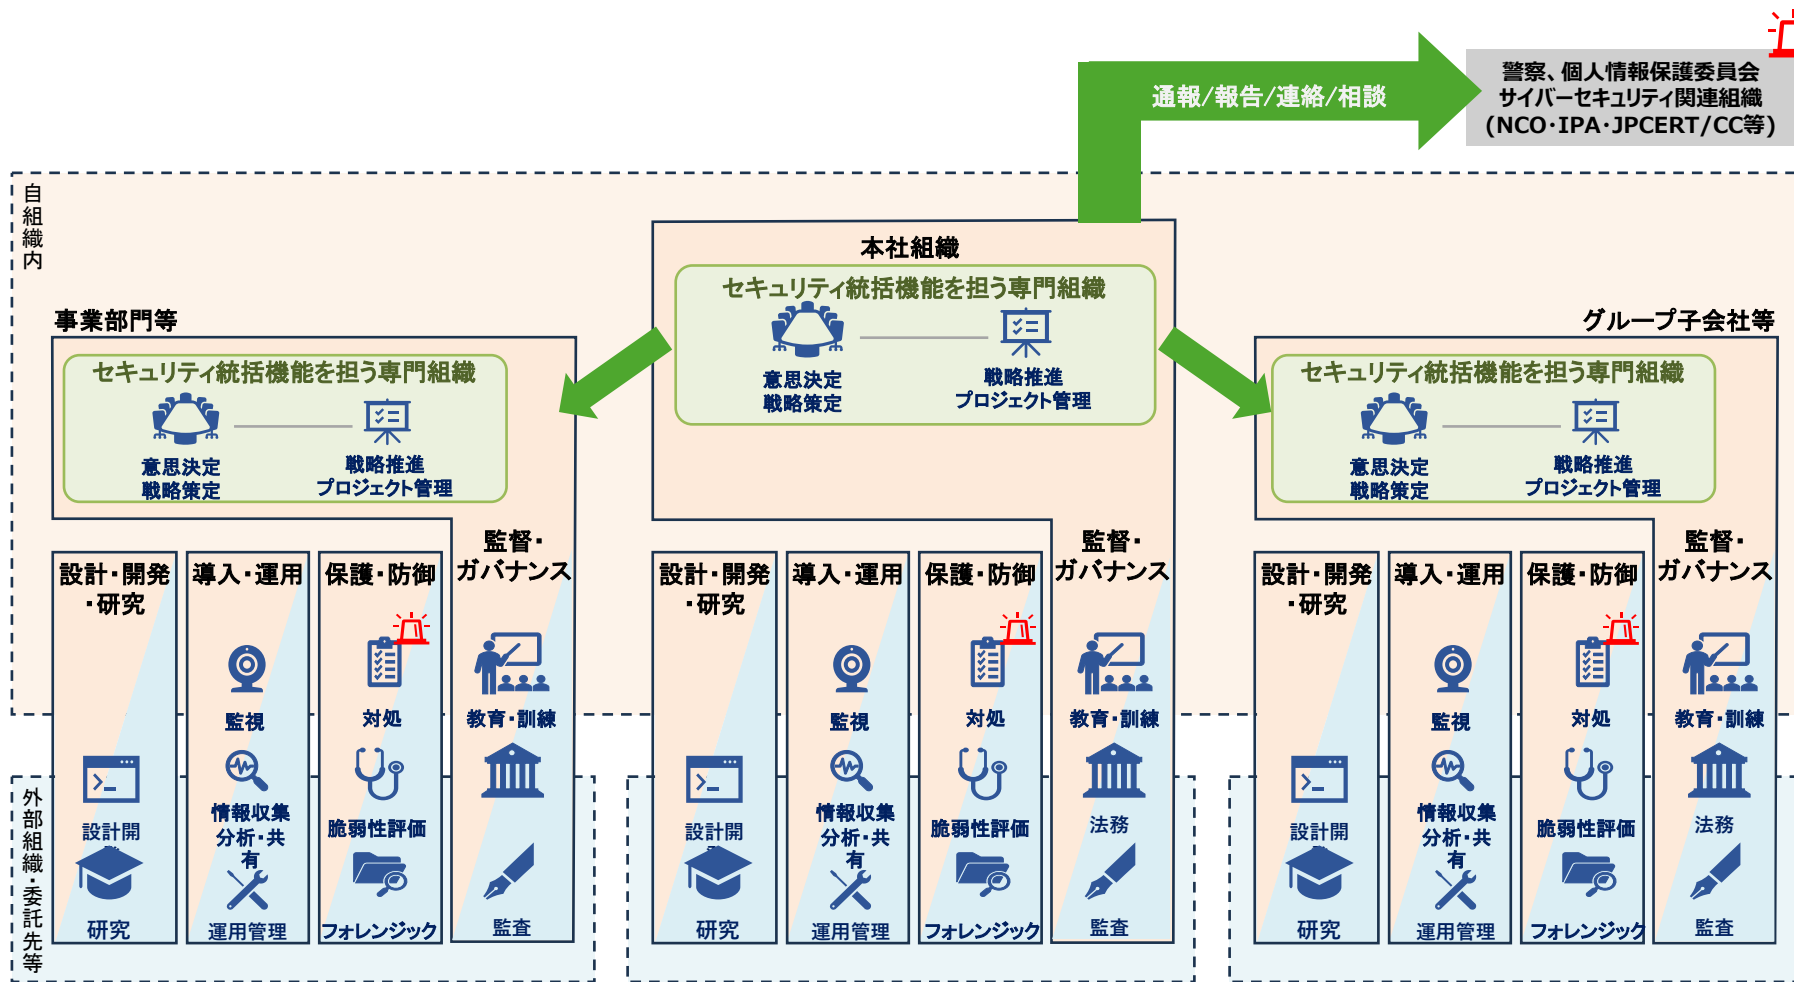 通報/報告/連絡/相談
警察、個人情報保護委員会
サイバーセキュリティ関連組織
(NCO・IPA・JPCERT/CC等)
自組織内
本社組織
セキュリティ統括機能を担う専門組織
意思決定
戦略策定
戦略推進
プロジェクト管理
事業部門等
セキュリティ統括機能を担う専門組織
意思決定
戦略策定
戦略推進
プロジェクト管理
グループ子会社等
セキュリティ統括機能を担う専門組織
意思決定
戦略策定
戦略推進
プロジェクト管理
設計・開発
・研究
設計開
研究
導入・運用
監視
情報収集
分析・共
有
運用管理
保護・防御
対処
脆弱性評価
フォレンジック
監督・
ガバナンス
教育・訓練
監査
設計・開発
・研究
設計開
研究
導入・運用
監視
情報収集
分析・共
有
運用管理
保護・防御
対処
脆弱性評価
フォレンジック
監督・
ガバナンス
教育・訓練
法務
監査
設計・開発
・研究
設計開
研究
導入・運用
監視
情報収集
分析・共
有
運用管理
保護・防御
対処
脆弱性評価
フォレンジック
監督・
ガバナンス
教育・訓練
法務
監査
外部組織・委託先等